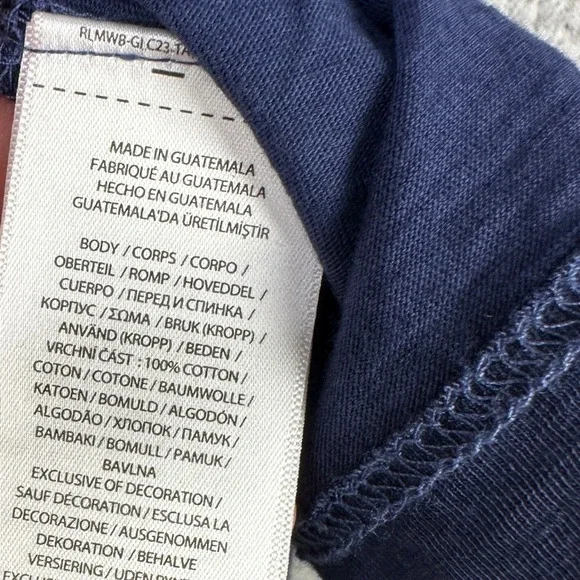 RLMWB-GI C23-TA
MADE IN GUATEMALA
FABRIQUÉ AU GUATEMALA
HECHO EN GUATEMALA
GUATEMALA'DA ÜRETİLMİŞTİR
BODY / CORPS / CORPO /
OBERTEIL / ROMP / HOVEDDEL /
CUERPO / ПЕРЕД И СПИНКА /
КОРПУС / ΣΩΜΑ / BRUK (KROPP) /
ANVÄND (KROPP) / BEDEN /
VRCHNÍ ČÁST : 100% COTTON /
COTON / COTONE / BAUMWOLLE /
KATOEN / BOMULD / ALGODÓN /
ALGODÃO / ХЛОПОК / ПАМУК /
BAMBAKI / BOMULL / PAMUK /
BAVLNA
EXCLUSIVE OF DECORATION /
SAUF DÉCORATION / ESCLUSA LA
DECORAZIONE / AUSGENOMMEN
DEKORATION / BEHALVE
VERSIERING / UDEN